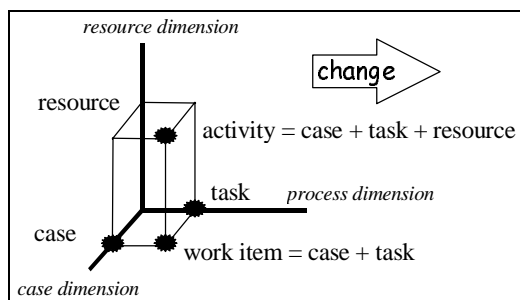 resource dimension
change
resource
activity = case + task + resource
task
process dimension
case
work item = case + task
case dimension